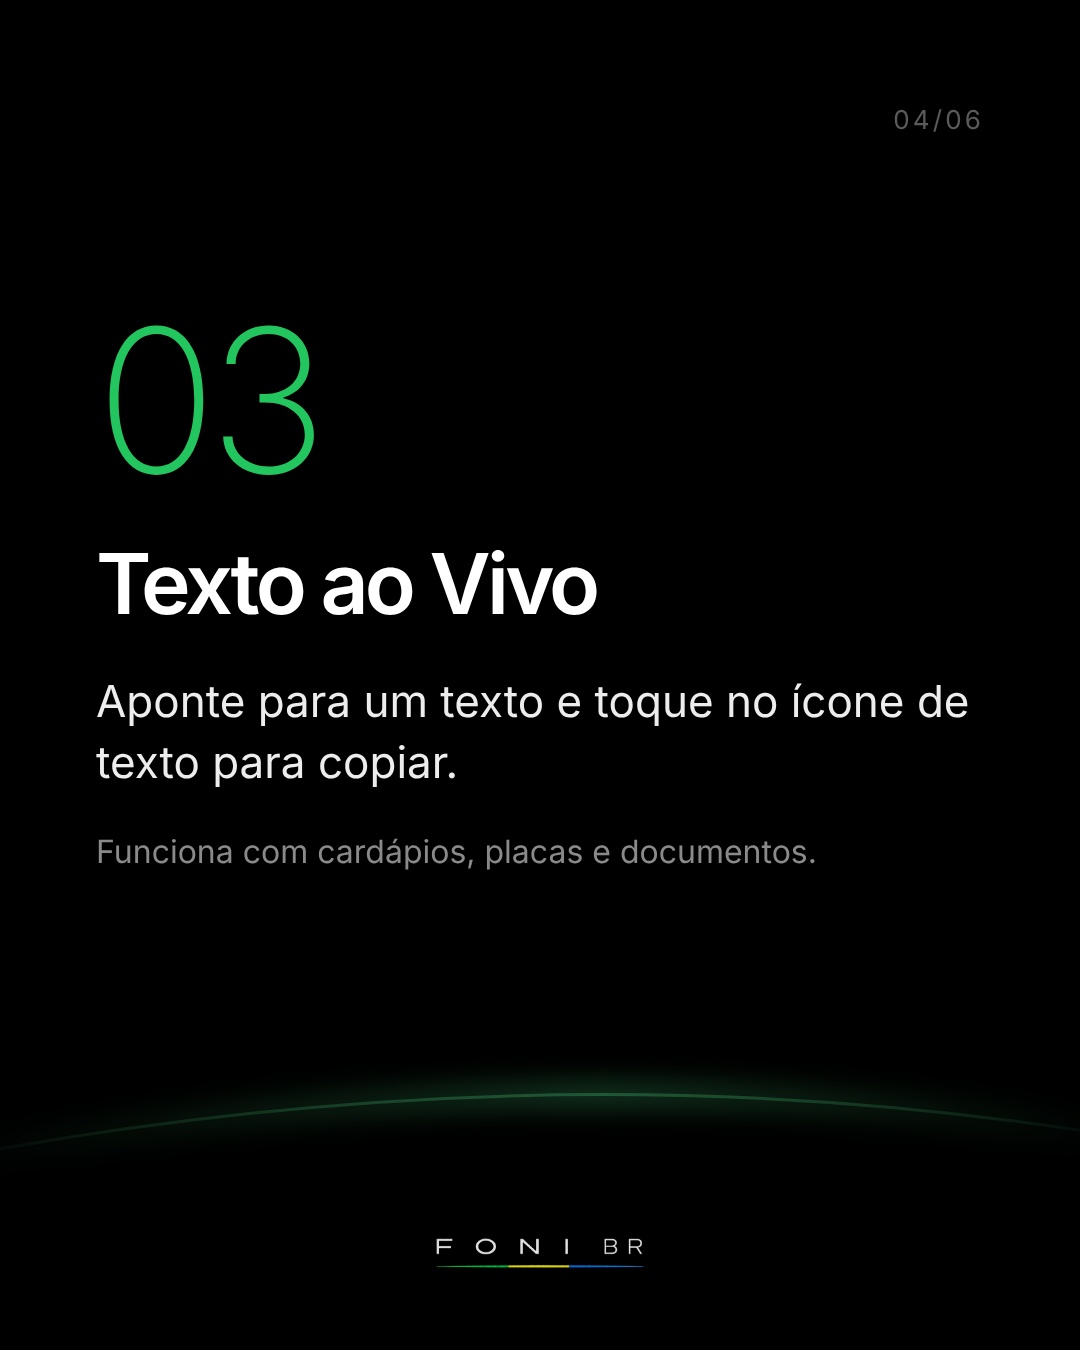 04/06
03
Texto ao Vivo
Aponte para um texto e toque no ícone de
texto para copiar.
Funciona com cardápios, placas e documentos.
FONI BR